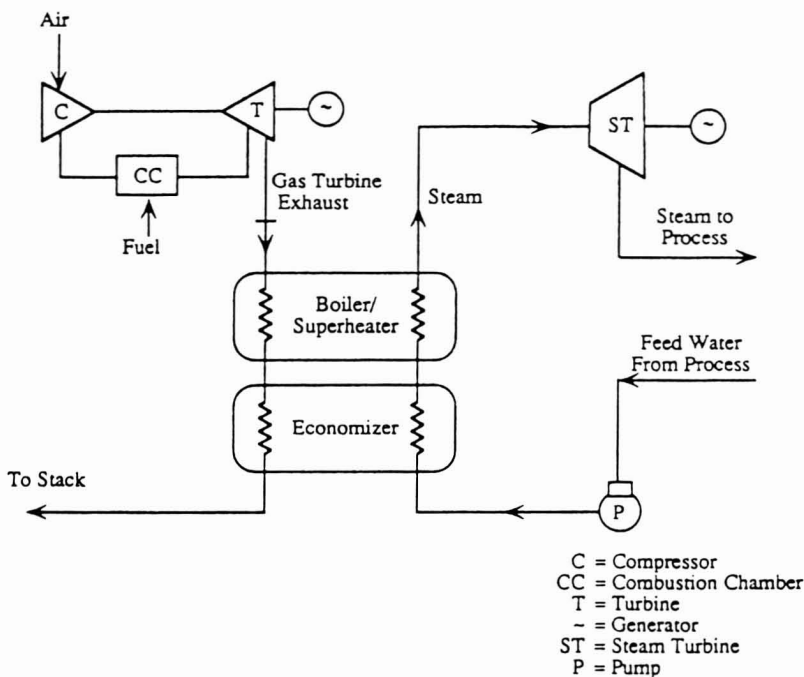 Air
C
T
~
CC
Fuel
Gas Turbine
Exhaust
Steam
ST
~
Steam to
Process
Boiler/
Superheater
Feed Water
From Process
Economizer
To Stack
P
C = Compressor
CC = Combustion Chamber
T = Turbine
~ = Generator
ST = Steam Turbine
P = Pump